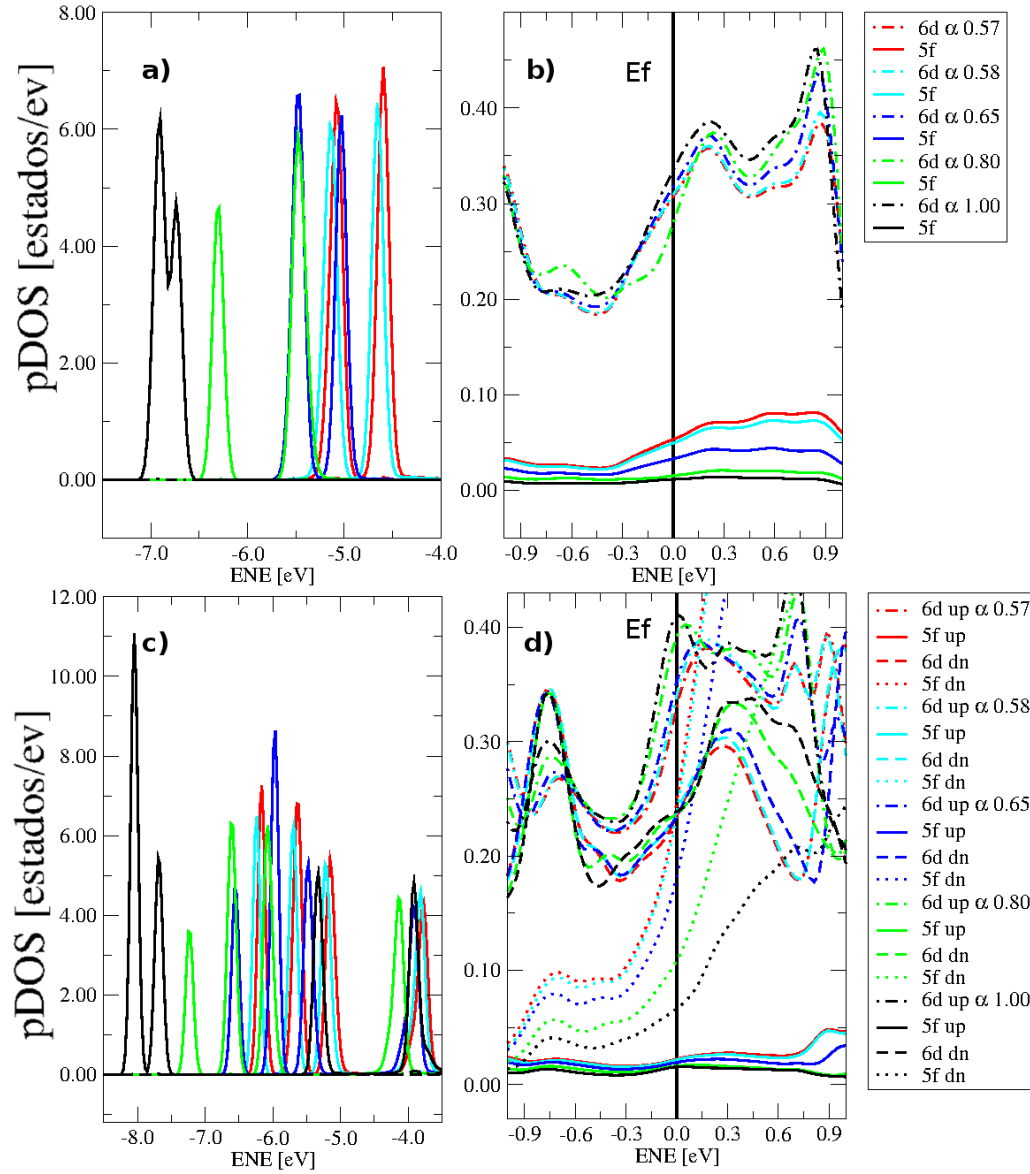 8.00
6.00
4.00
2.00
0.00
pDOS [estados/ev]
a)
-7.0
-6.0
-5.0
-4.0
ENE [eV]
b)
Ef
0.40
0.30
0.20
0.10
0.00
-0.9
-0.6
-0.3
0.0
0.3
0.6
0.9
ENE [eV]
6d α 0.57
5f
6d α 0.58
5f
6d α 0.65
5f
6d α 0.80
5f
6d α 1.00
5f
12.00
10.00
8.00
6.00
4.00
2.00
0.00
pDOS [estados/ev]
c)
-8.0
-7.0
-6.0
-5.0
-4.0
ENE [eV]
d)
Ef
0.40
0.30
0.20
0.10
0.00
-0.9
-0.6
-0.3
0.0
0.3
0.6
0.9
ENE [eV]
6d up α 0.57
5f up
6d dn
5f dn
6d up α 0.58
5f up
6d dn
5f dn
6d up α 0.65
5f up
6d dn
5f dn
6d up α 0.80
5f up
6d dn
5f dn
6d up α 1.00
5f up
6d dn
5f dn